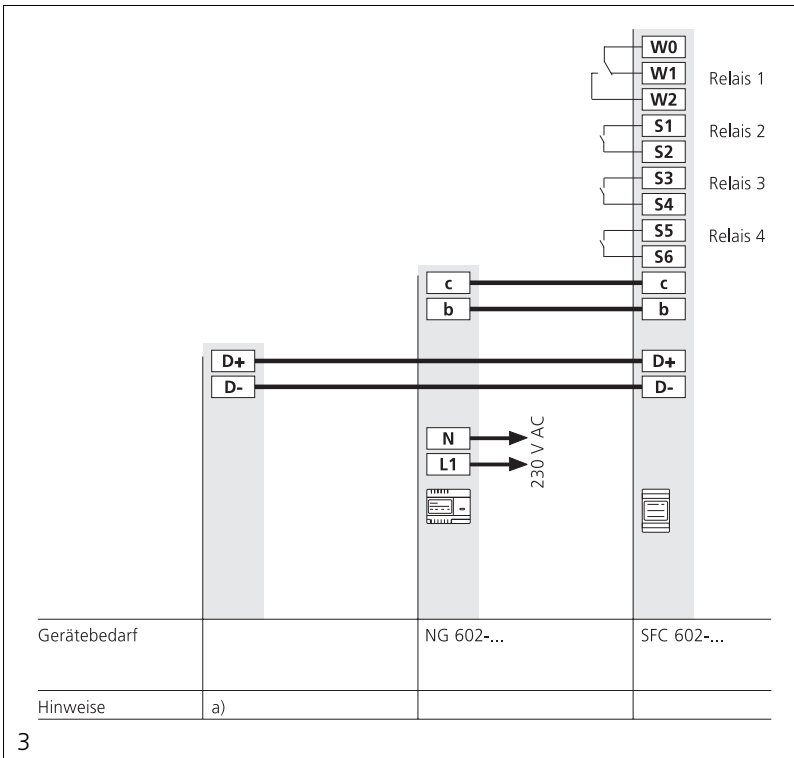 W0
W1
Relais 1
W2
S1
Relais 2
S2
S3
Relais 3
S4
S5
Relais 4
S6
c
c
b
b
D+
D+
D-
D-
N
L1
230 V AC
Gerätebedarf
NG 602-...
SFC 602-...
Hinweise
a)
3